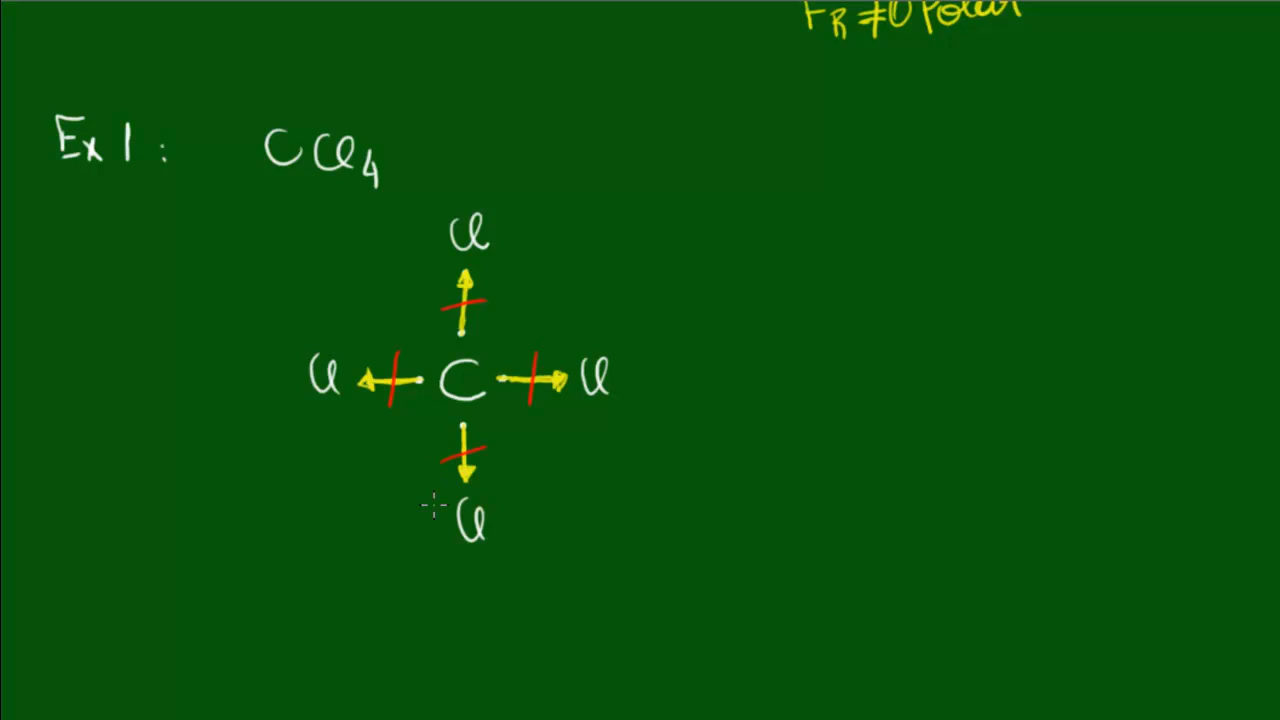 FR ≠ 0 Polar
Ex 1 : CCl4
Cl
Cl C Cl
Cl